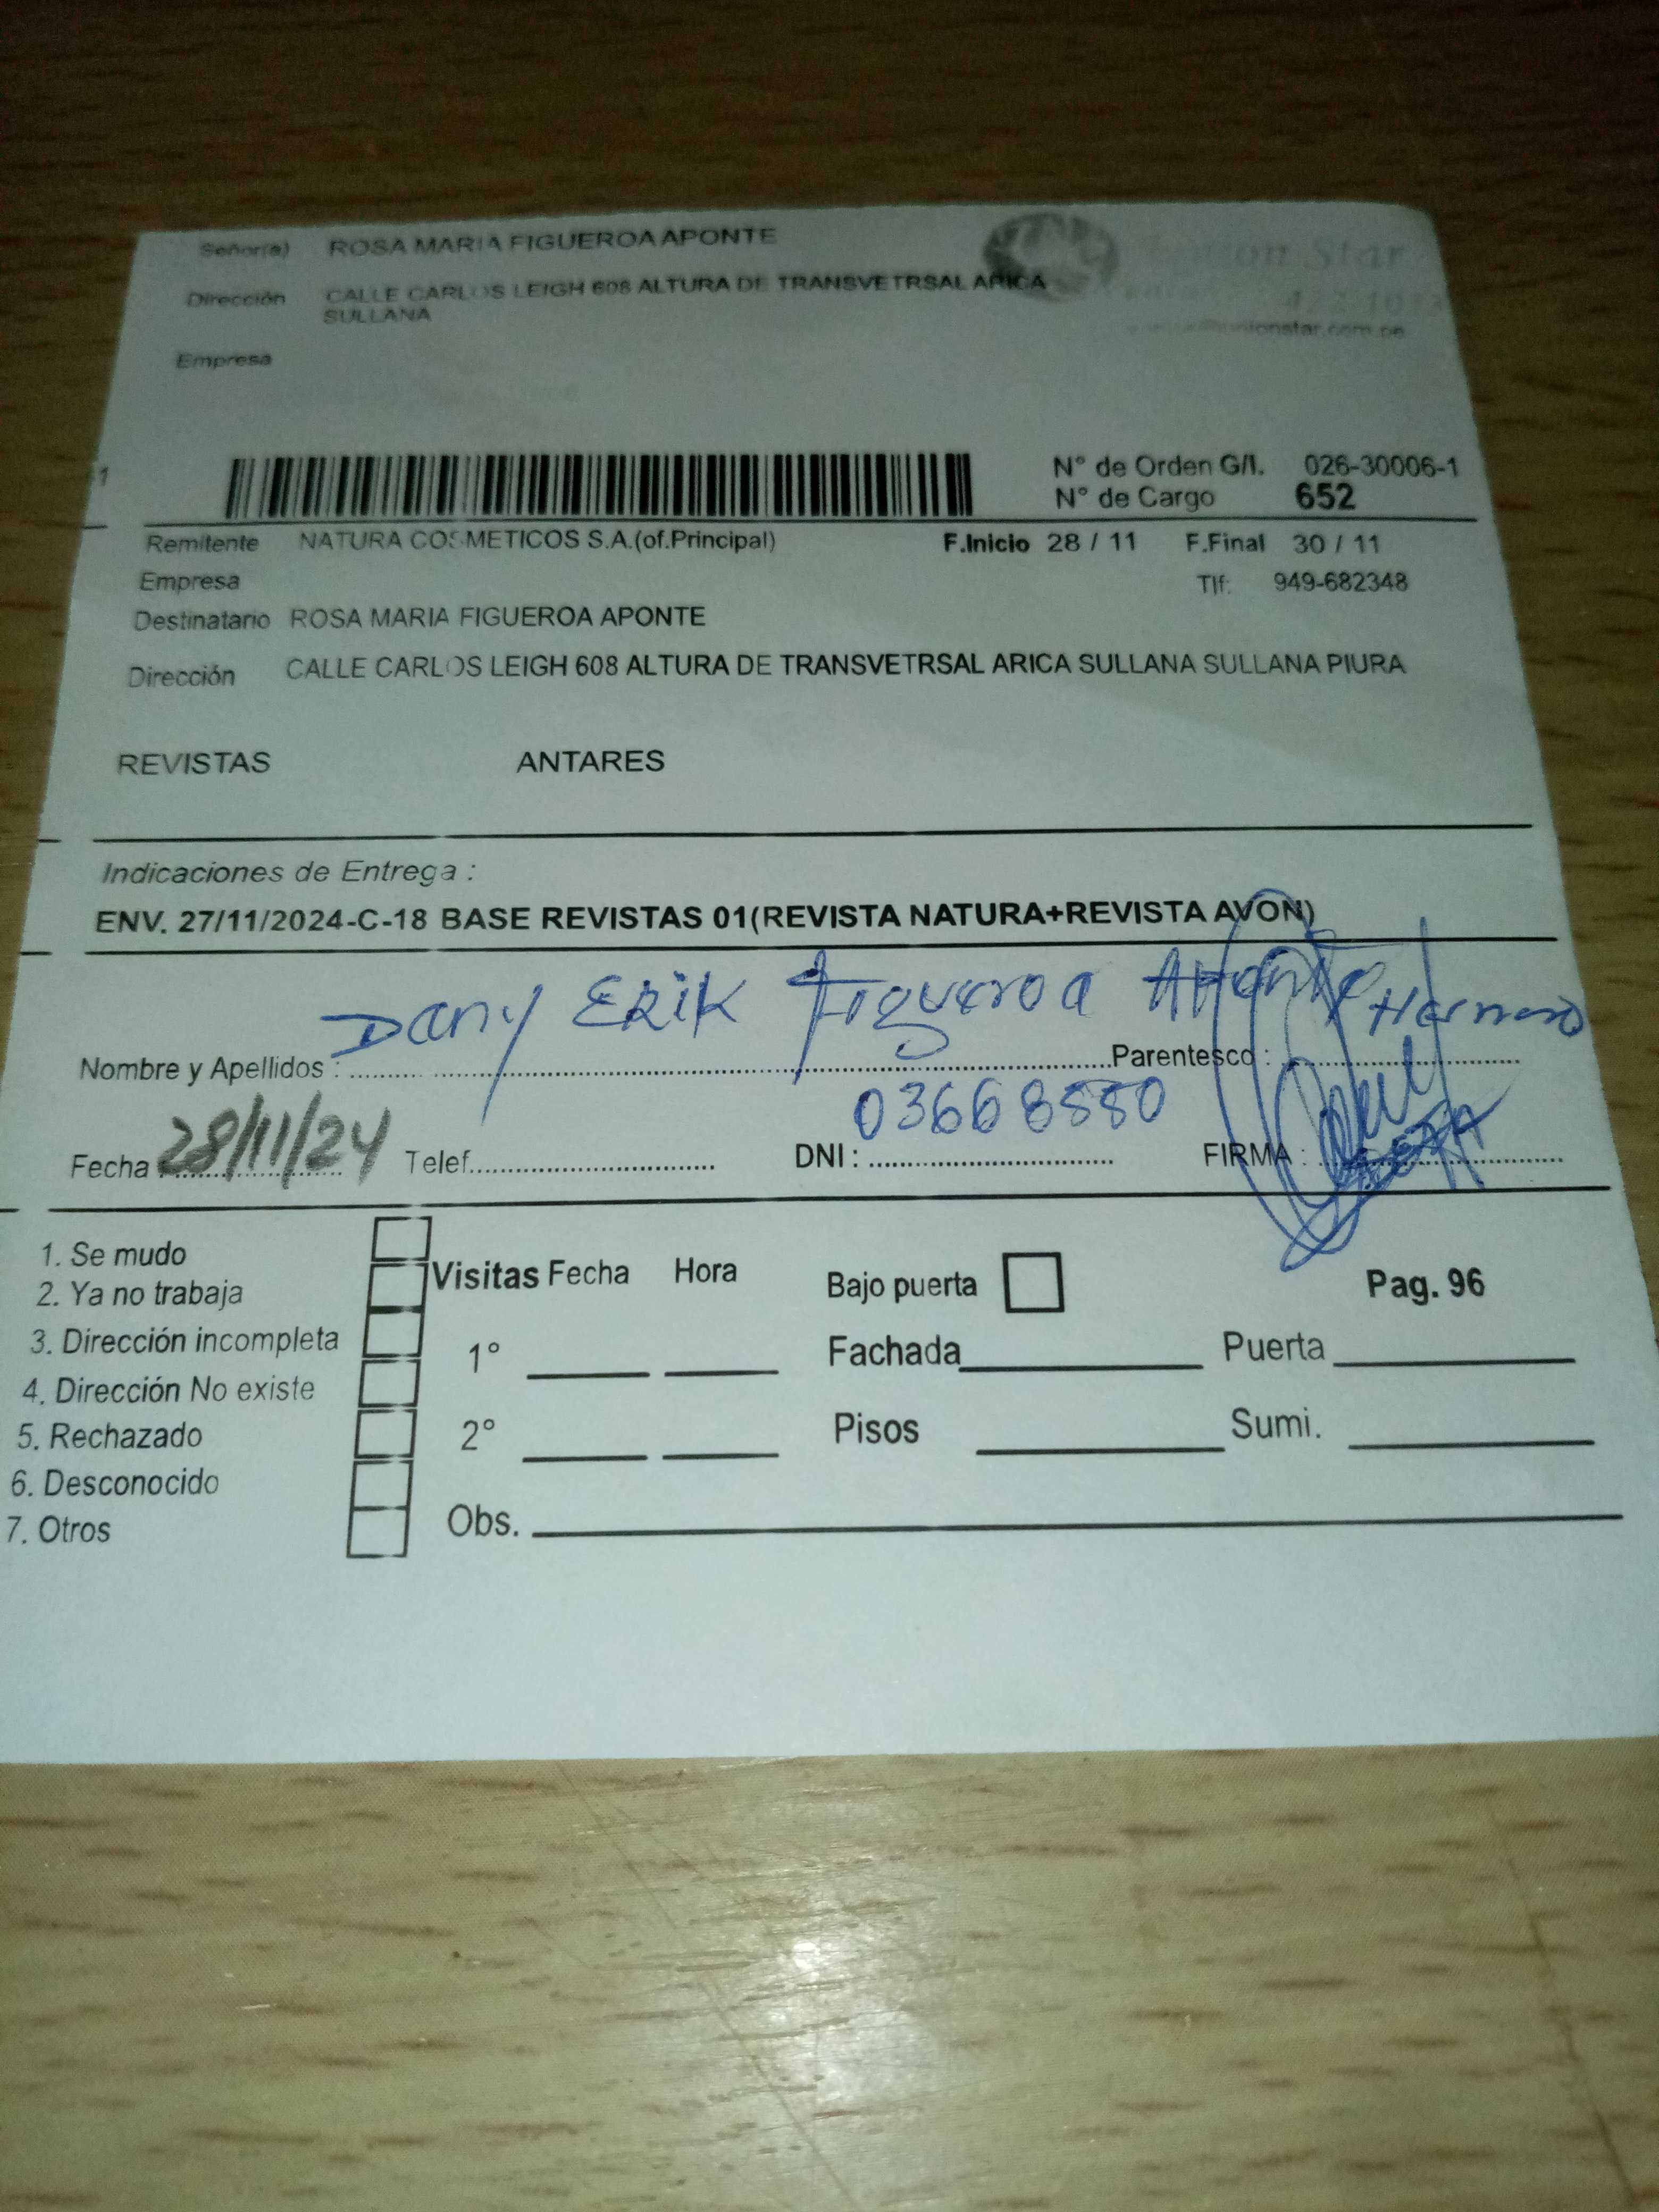 Señor(a) ROSA MARIA FIGUEROA APONTE
Dirección CALLE CARLOS LEIGH 608 ALTURA DE TRANSVETRSAL ARICA
SULLANA
on Star
Empresa
N° de Orden G/I. 026-30006-1
N° de Cargo 652
Remitente NATURA COSMETICOS S.A.(of.Principal) F.Inicio 28 / 11 F.Final 30 / 11
Empresa Tlf: 949-682348
Destinatario ROSA MARIA FIGUEROA APONTE
Dirección CALLE CARLOS LEIGH 608 ALTURA DE TRANSVETRSAL ARICA SULLANA SULLANA PIURA
REVISTAS ANTARES
Indicaciones de Entrega :
ENV. 27/11/2024-C-18 BASE REVISTAS 01(REVISTA NATURA+REVISTA AVON)
Nombre y Apellidos : Dany ERIK Figueroa Parentesco :
Fecha 28/11/24 Telef. DNI : 03668550 FIRMA :
1. Se mudo
2. Ya no trabaja
3. Dirección incompleta
4. Dirección No existe
5. Rechazado
6. Desconocido
7. Otros
Visitas Fecha Hora
1°
2°
Obs.
Bajo puerta Pag. 96
Fachada Puerta
Pisos Sumi.